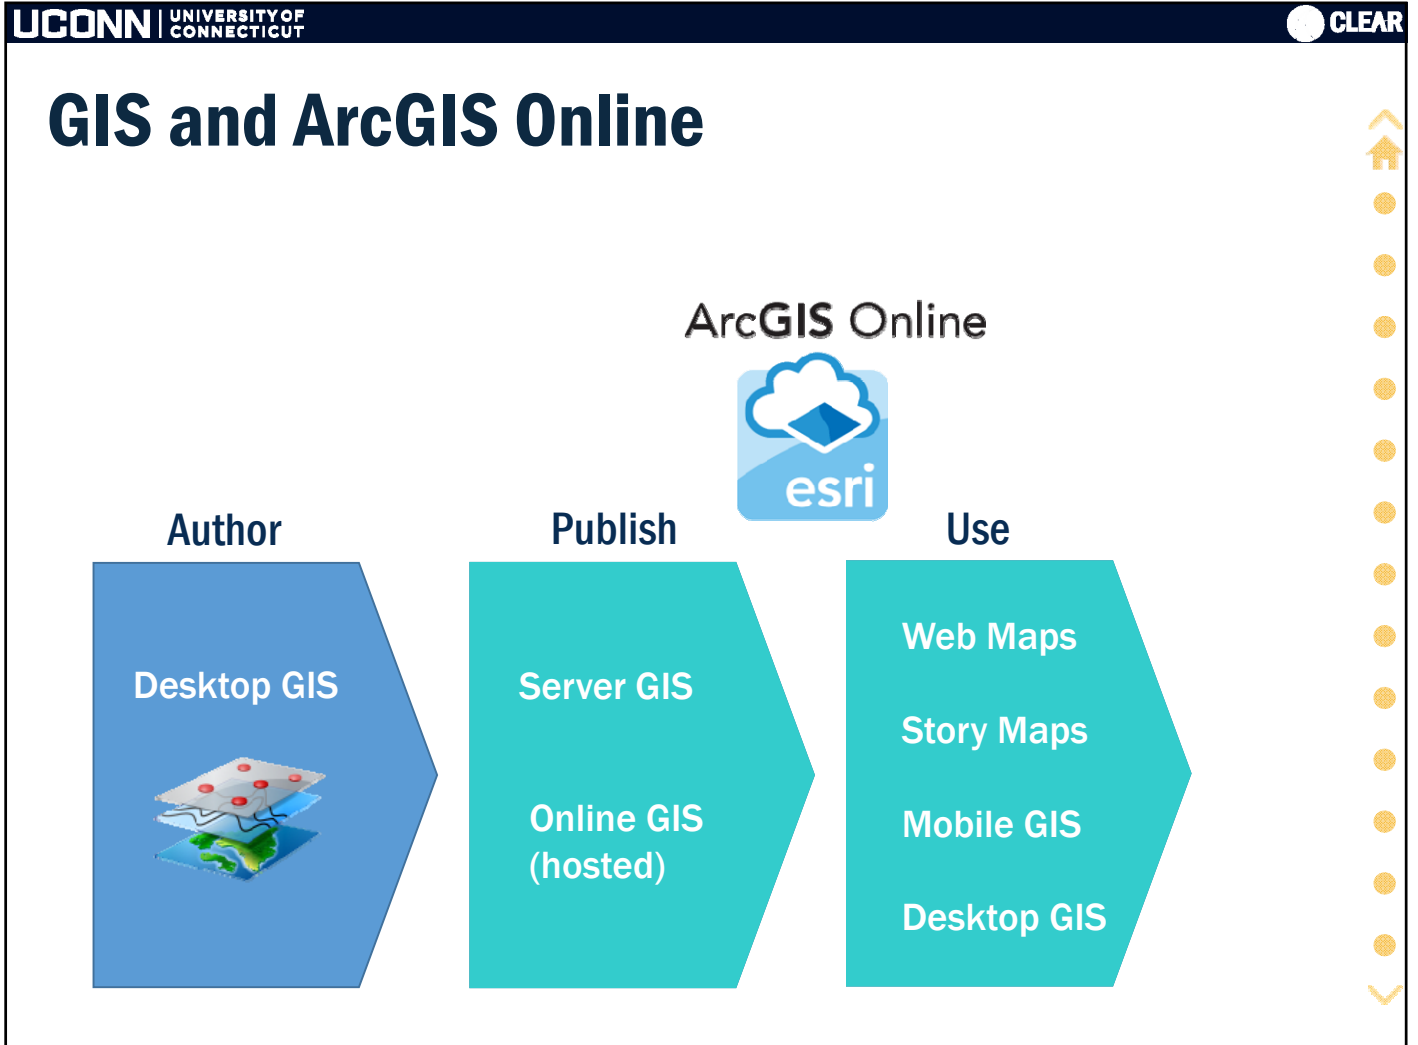 UCONN
UNIVERSITY OF
CONNECTICUT
CLEAR
GIS and ArcGIS Online
ArcGIS Online
esri
Author
Publish
Use
Desktop GIS
Server GIS
Online GIS
(hosted)
Web Maps
Story Maps
Mobile GIS
Desktop GIS